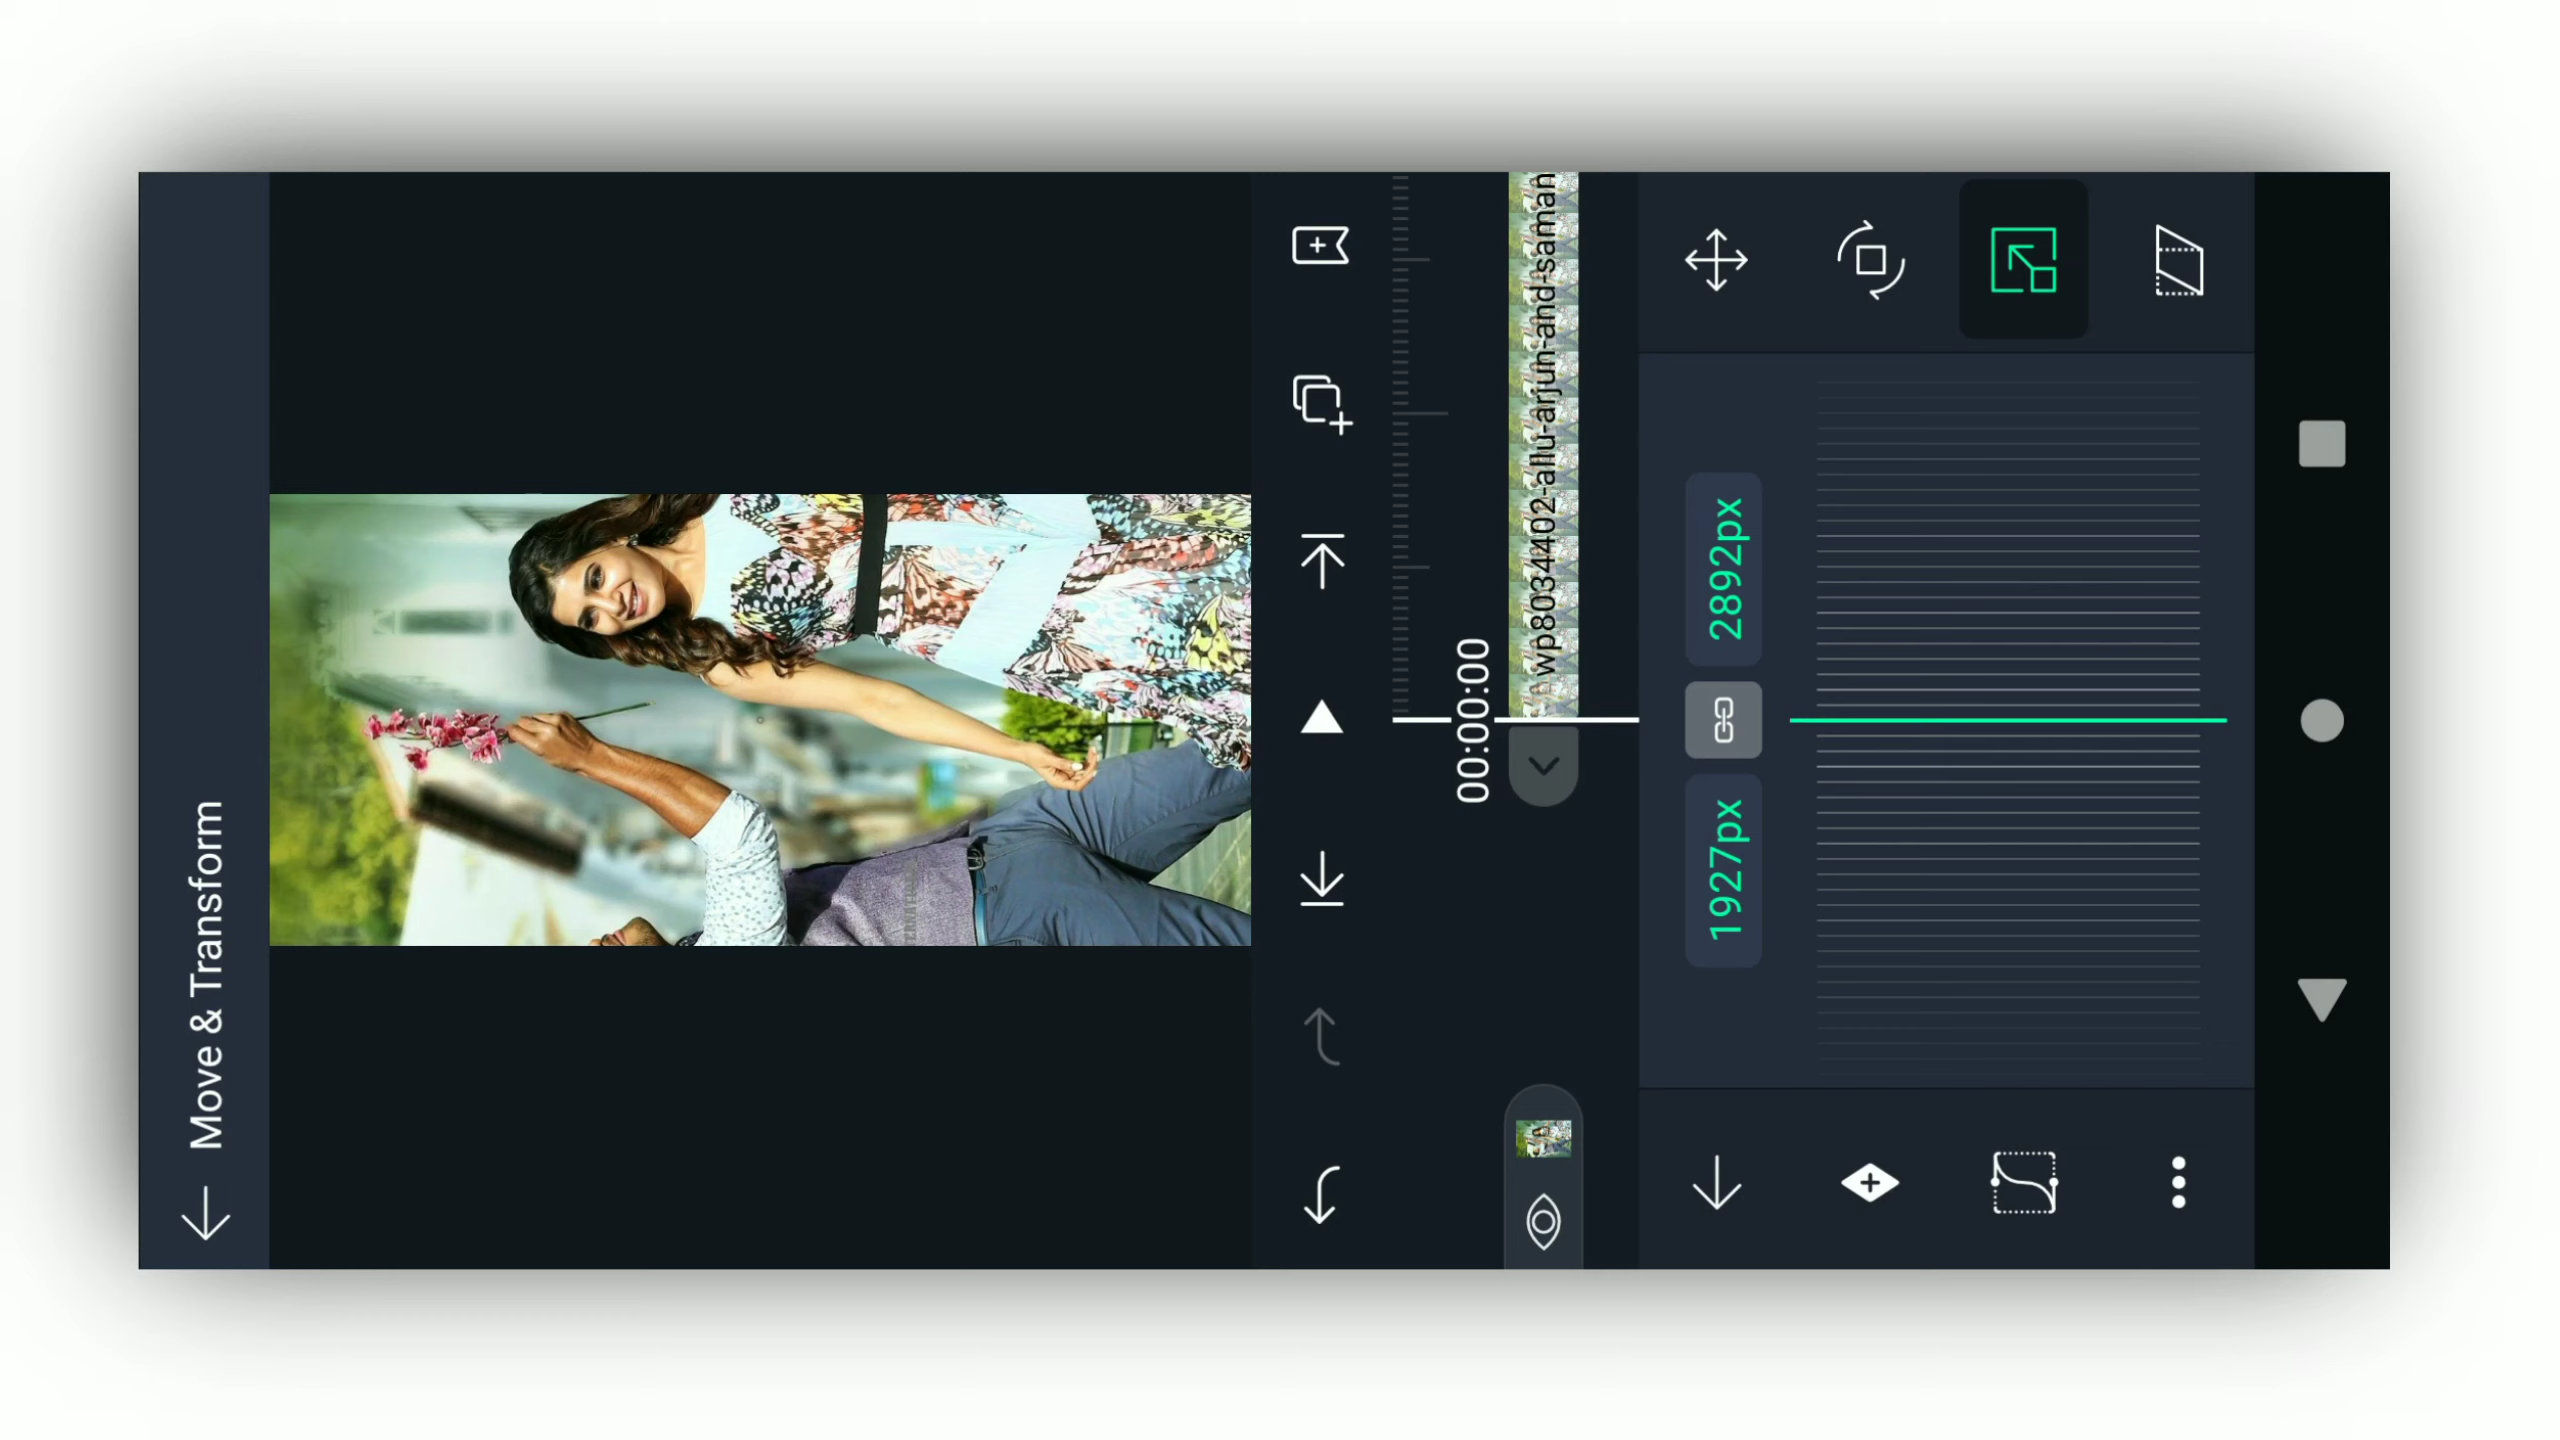 Move & Transform
00:00:00
wp8034402-allu-arjun-and-saman
1927px
2892px